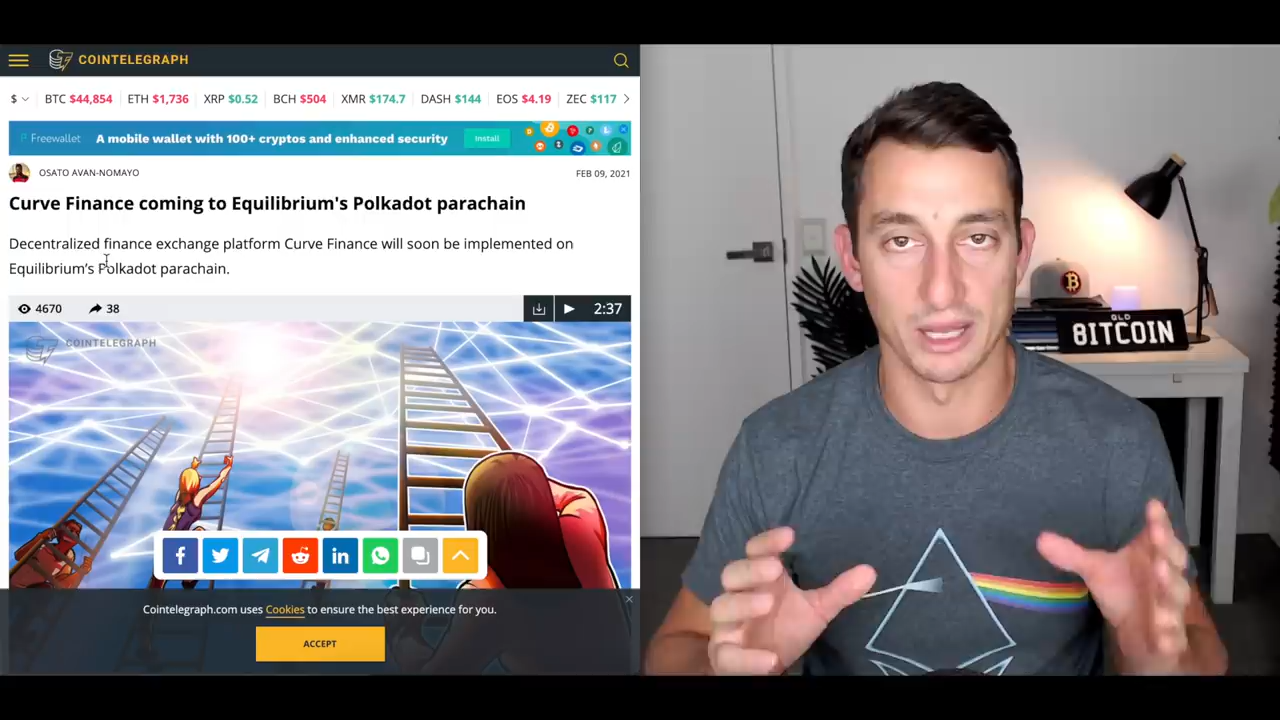 COINTELEGRAPH
$ BTC $44,854 ETH $1,736 XRP $0.52 BCH $504 XMR $174.7 DASH $144 EOS $4.19 ZEC $117
Freewallet A mobile wallet with 100+ cryptos and enhanced security Install
OSATO AVAN-NOMAYO FEB 09, 2021
Curve Finance coming to Equilibrium's Polkadot parachain
Decentralized finance exchange platform Curve Finance will soon be implemented on
Equilibrium’s Polkadot parachain.
4670 38 2:37
COINTELEGRAPH
Cointelegraph.com uses Cookies to ensure the best experience for you.
ACCEPT
QLD
BITCOIN